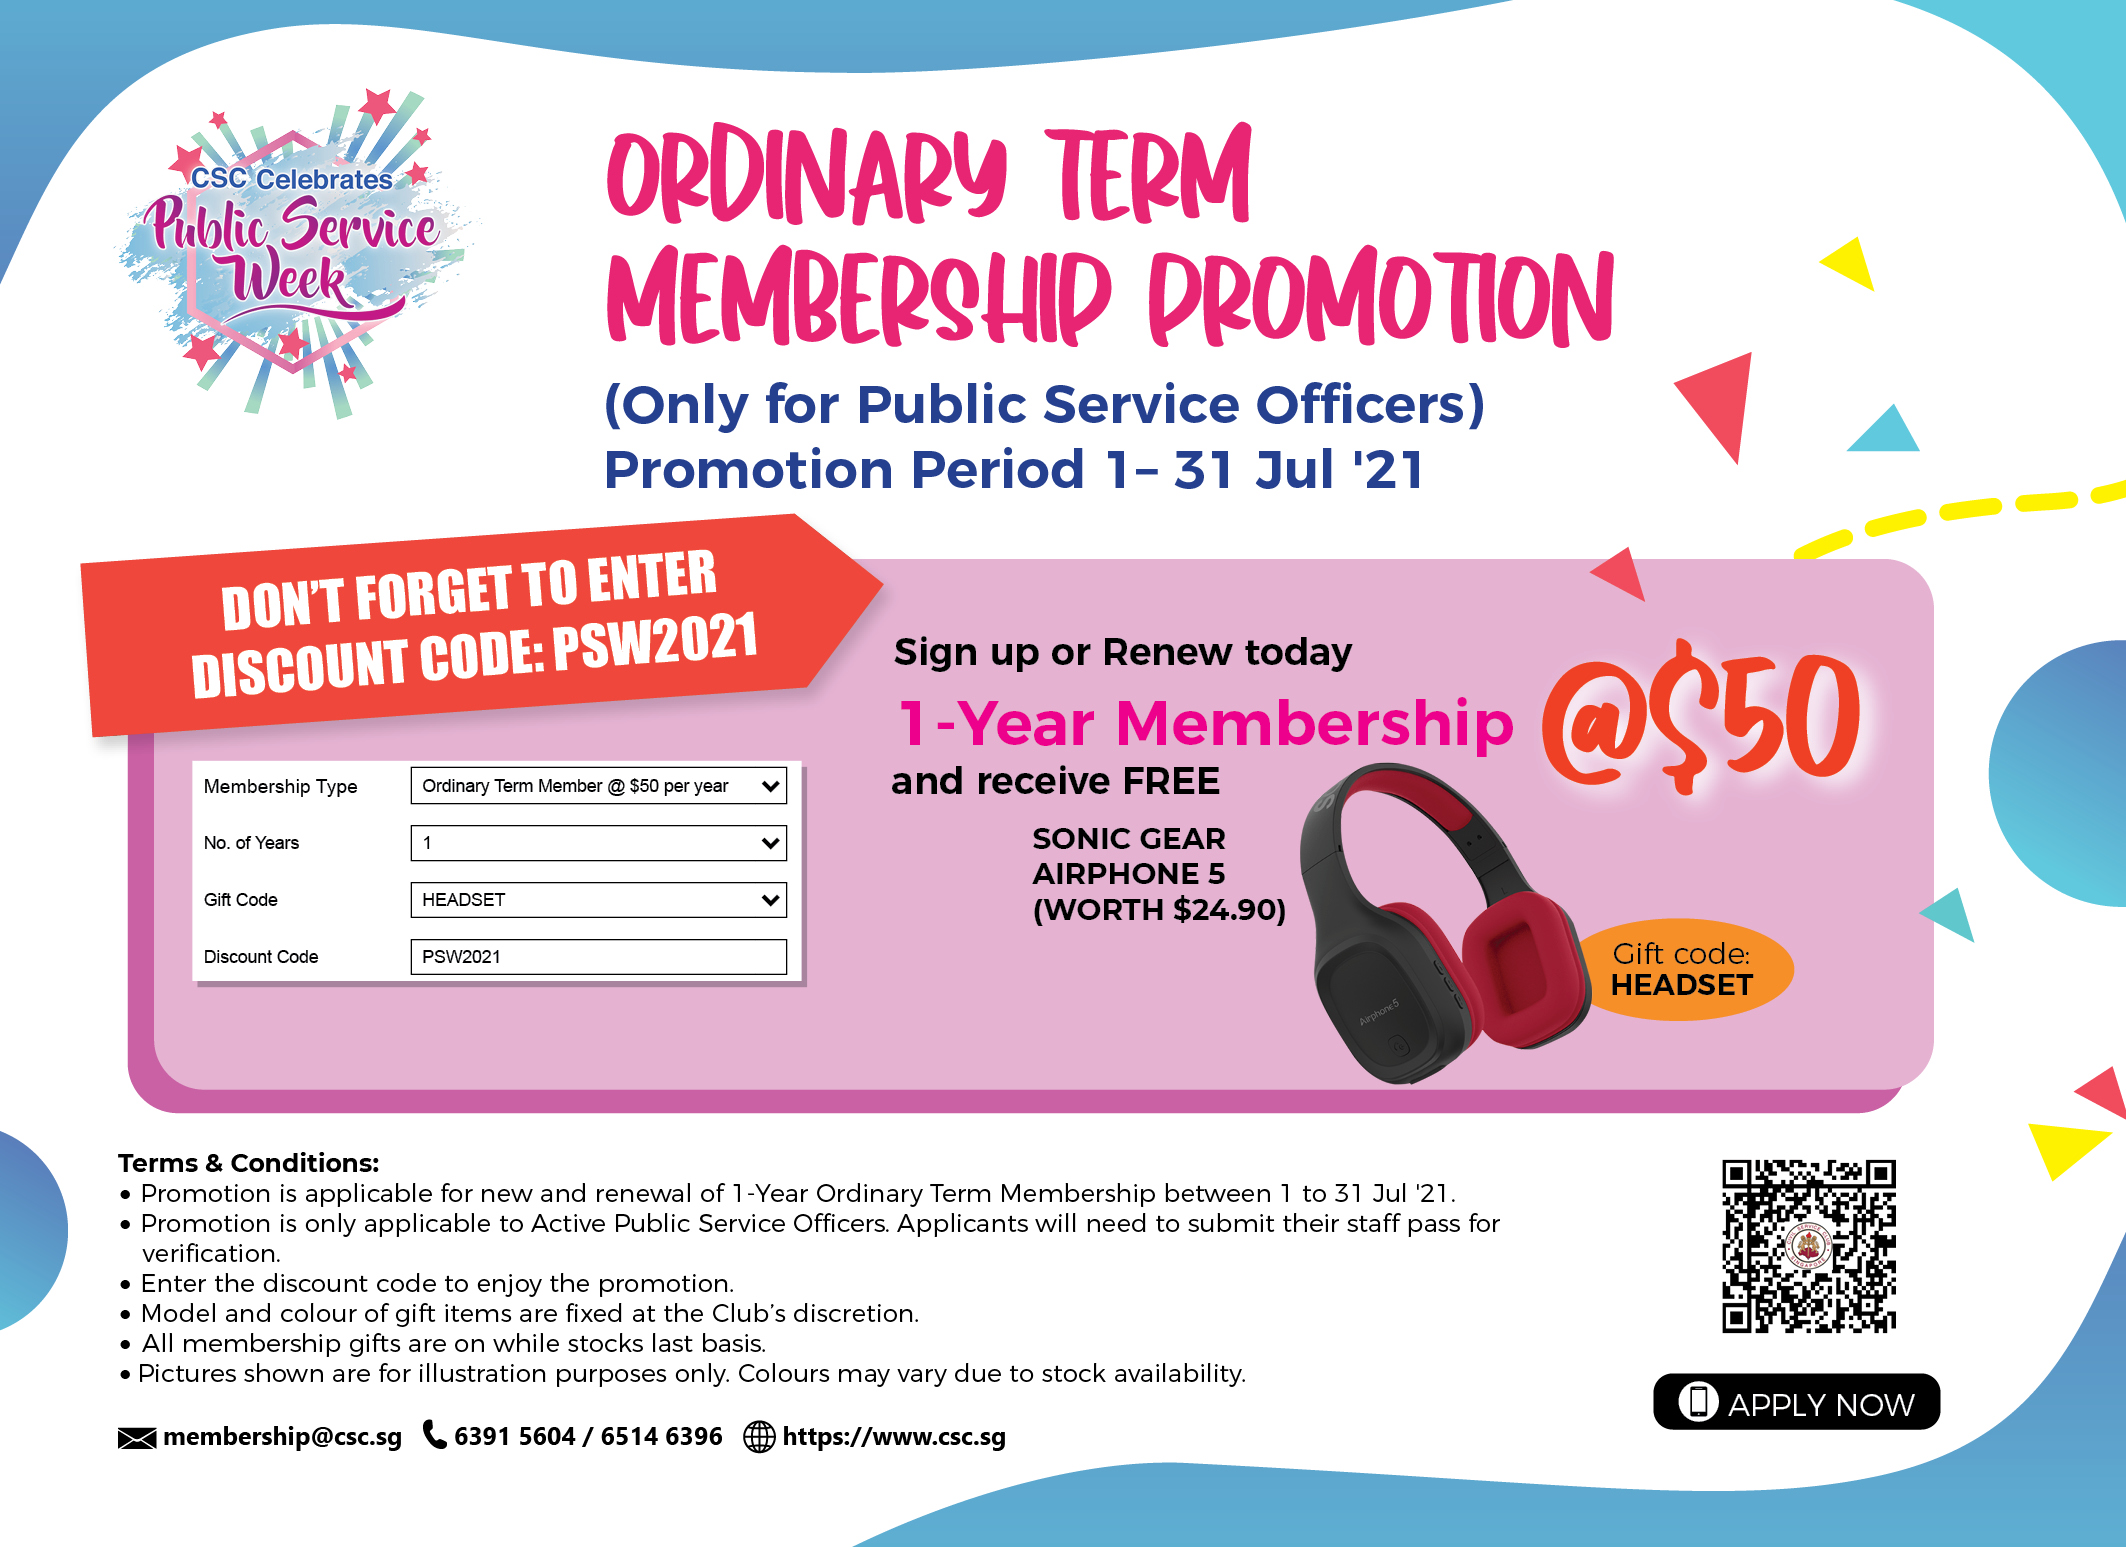 CSC Celebrates
Public Service
Week
ORDINARY TERM
MEMBERSHIP PROMOTION
(Only for Public Service Officers)
Promotion Period 1– 31 Jul '21
DON'T FORGET TO ENTER
DISCOUNT CODE: PSW2021
Membership Type
Ordinary Term Member @ $50 per year
No. of Years
1
Gift Code
HEADSET
Discount Code
PSW2021
Sign up or Renew today
1-Year Membership @$50
and receive FREE
SONIC GEAR
AIRPHONE 5
(WORTH $24.90)
Airphone5
Gift code:
HEADSET
Terms & Conditions:
• Promotion is applicable for new and renewal of 1-Year Ordinary Term Membership between 1 to 31 Jul '21.
• Promotion is only applicable to Active Public Service Officers. Applicants will need to submit their staff pass for
verification.
• Enter the discount code to enjoy the promotion.
• Model and colour of gift items are fixed at the Club's discretion.
• All membership gifts are on while stocks last basis.
• Pictures shown are for illustration purposes only. Colours may vary due to stock availability.
CIVIL SERVICE CLUB
SINGAPORE
APPLY NOW
membership@csc.sg 6391 5604 / 6514 6396 https://www.csc.sg